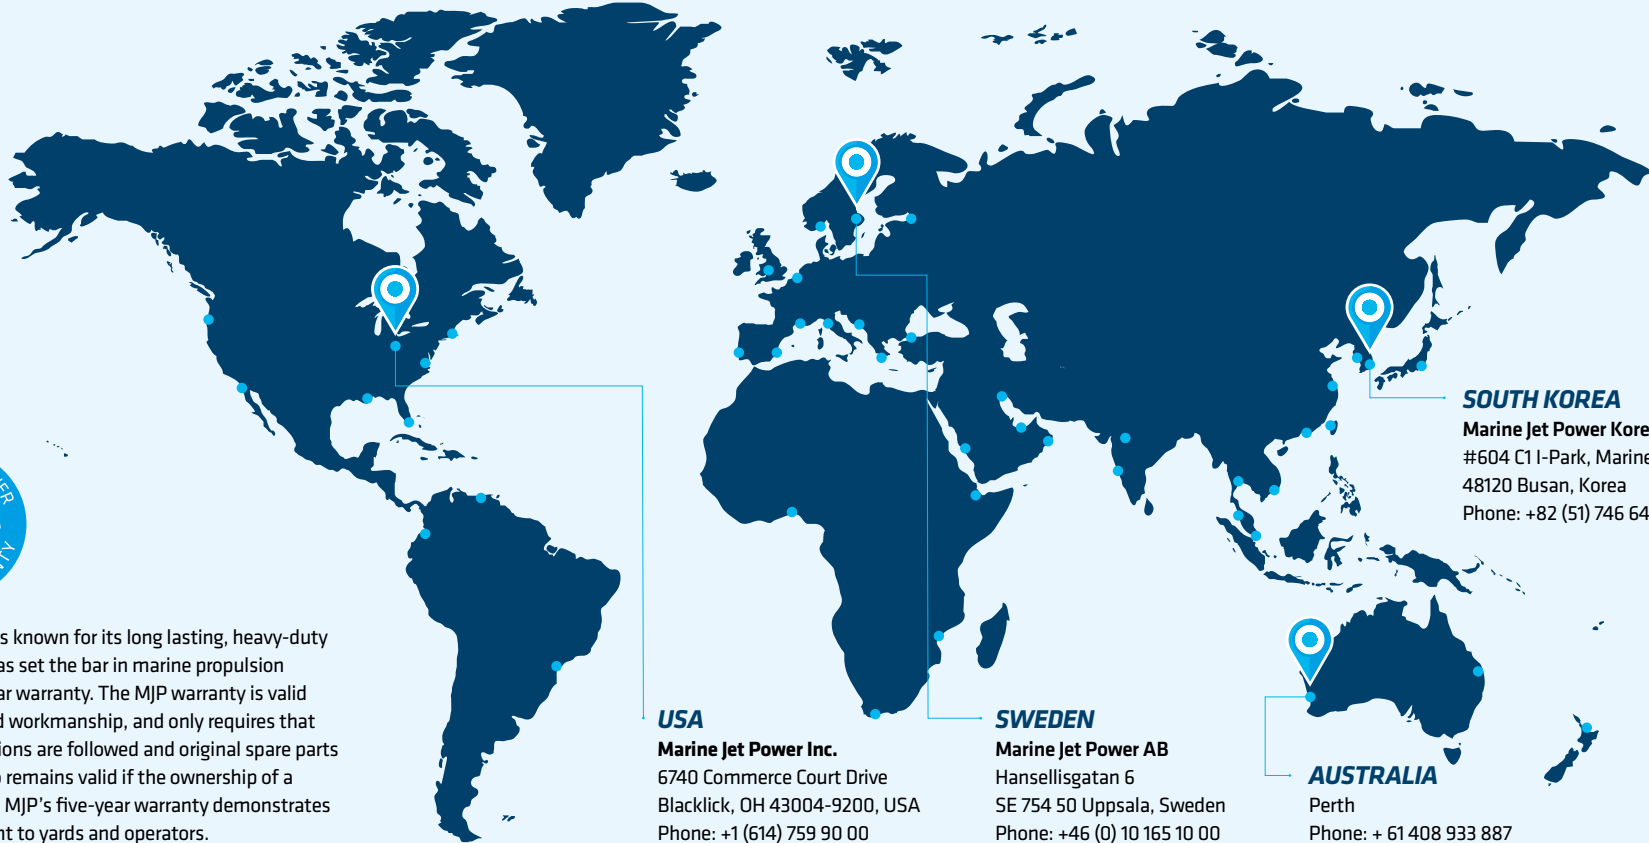 s known for its long lasting, heavy-duty
as set the bar in marine propulsion
ar warranty. The MJP warranty is valid
d workmanship, and only requires that
ions are followed and original spare parts
remains valid if the ownership of a
MJP's five-year warranty demonstrates
nt to yards and operators.
USA
Marine Jet Power Inc.
6740 Commerce Court Drive
Blacklick, OH 43004-9200, USA
Phone: +1 (614) 759 90 00
SWEDEN
Marine Jet Power AB
Hansellisgatan 6
SE 754 50 Uppsala, Sweden
Phone: +46 (0) 10 165 10 00
SOUTH KOREA
Marine Jet Power Kore
#604 C1 I-Park, Marine
48120 Busan, Korea
Phone: +82 (51) 746 64
AUSTRALIA
Perth
Phone: + 61 408 933 887